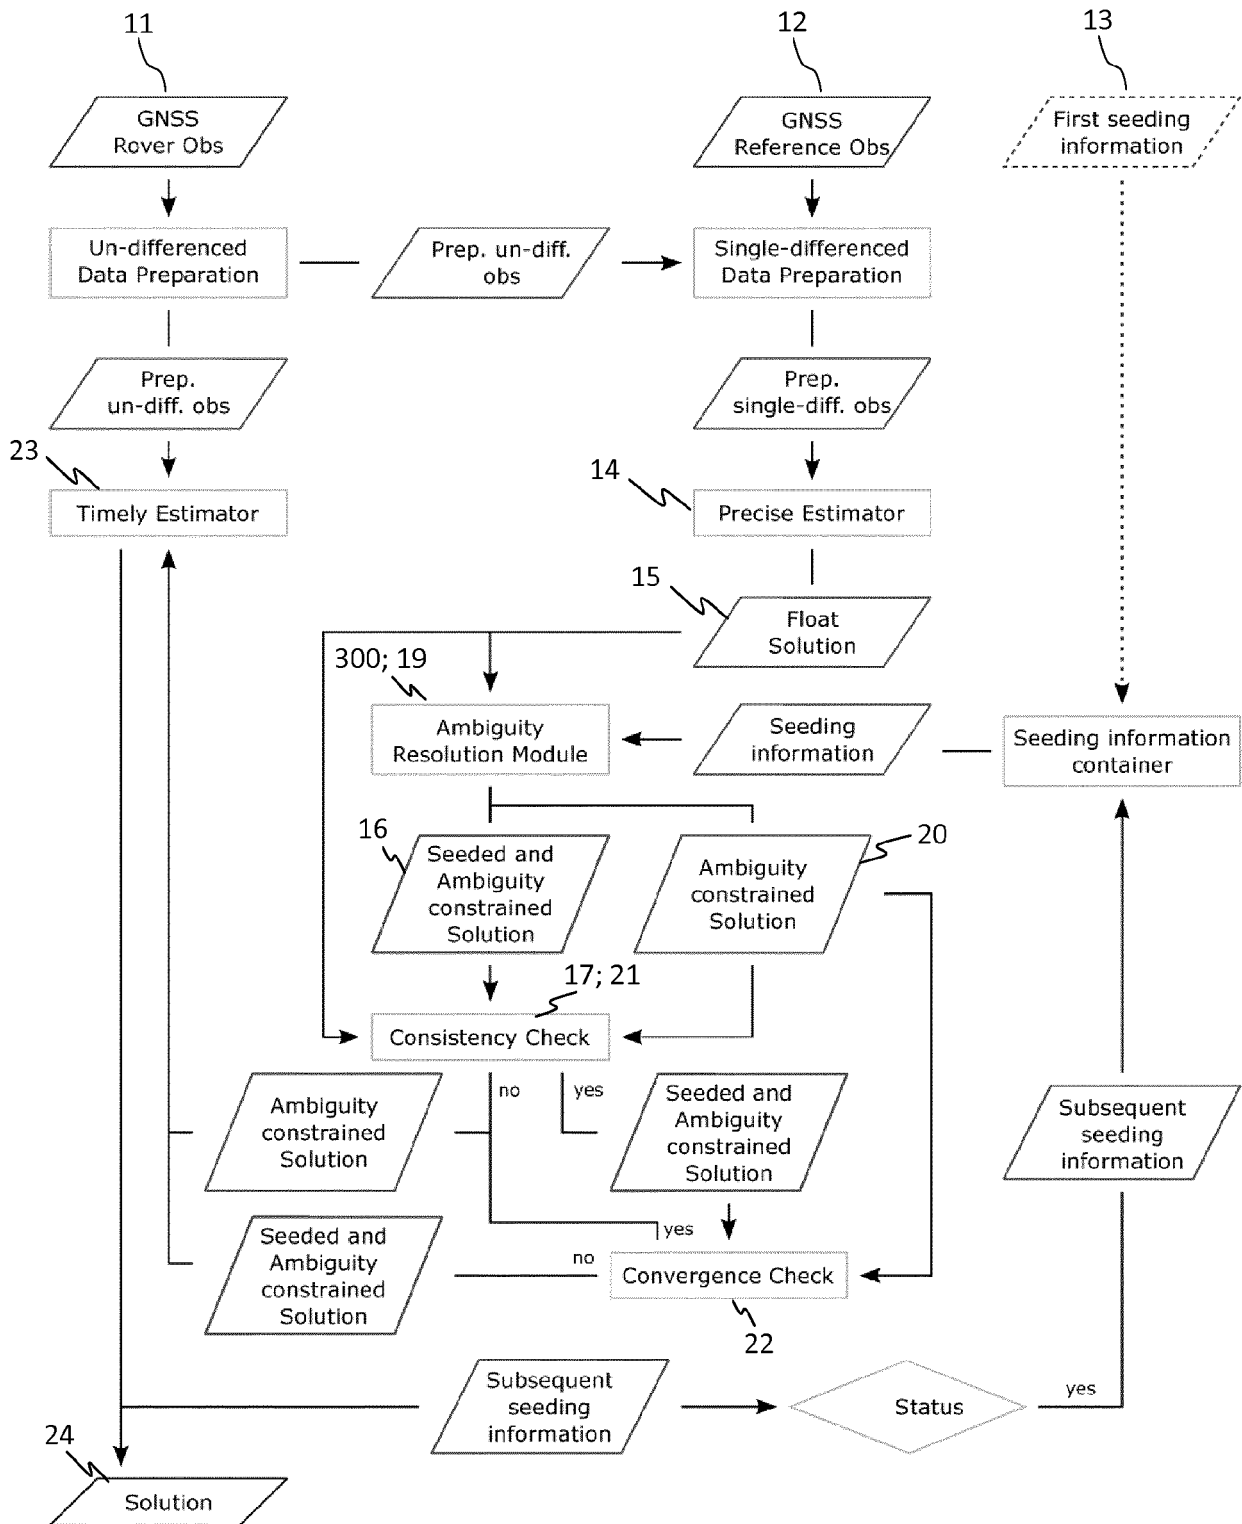 11
12
13
GNSS
Rover Obs
GNSS
Reference Obs
First seeding
information
Un-differenced
Data Preparation
Prep. un-diff.
obs
Single-differenced
Data Preparation
Prep.
un-diff. obs
Prep.
single-diff. obs
23
Timely Estimator
14
Precise Estimator
15
Float
Solution
300; 19
Ambiguity
Resolution Module
Seeding
information
Seeding information
container
16
Seeded and
Ambiguity
constrained
Solution
20
Ambiguity
constrained
Solution
17; 21
Consistency Check
no
yes
Ambiguity
constrained
Solution
Seeded and
Ambiguity
constrained
Solution
Subsequent
seeding
information
yes
Seeded and
Ambiguity
constrained
Solution
no
Convergence Check
22
Subsequent
seeding
information
Status
yes
24
Solution